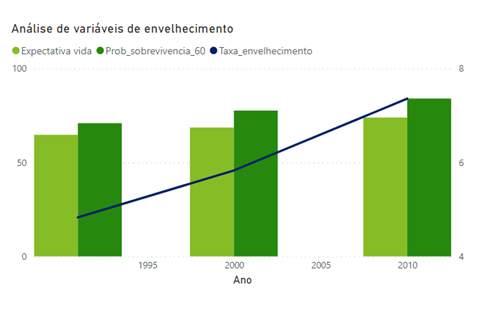 Análise de variáveis de envelhecimento
Expectativa vida Prob_sobrevivencia_60 Taxa_envelhecimento
100 8
50 6
0 4
1995 2000 2005 2010
Ano